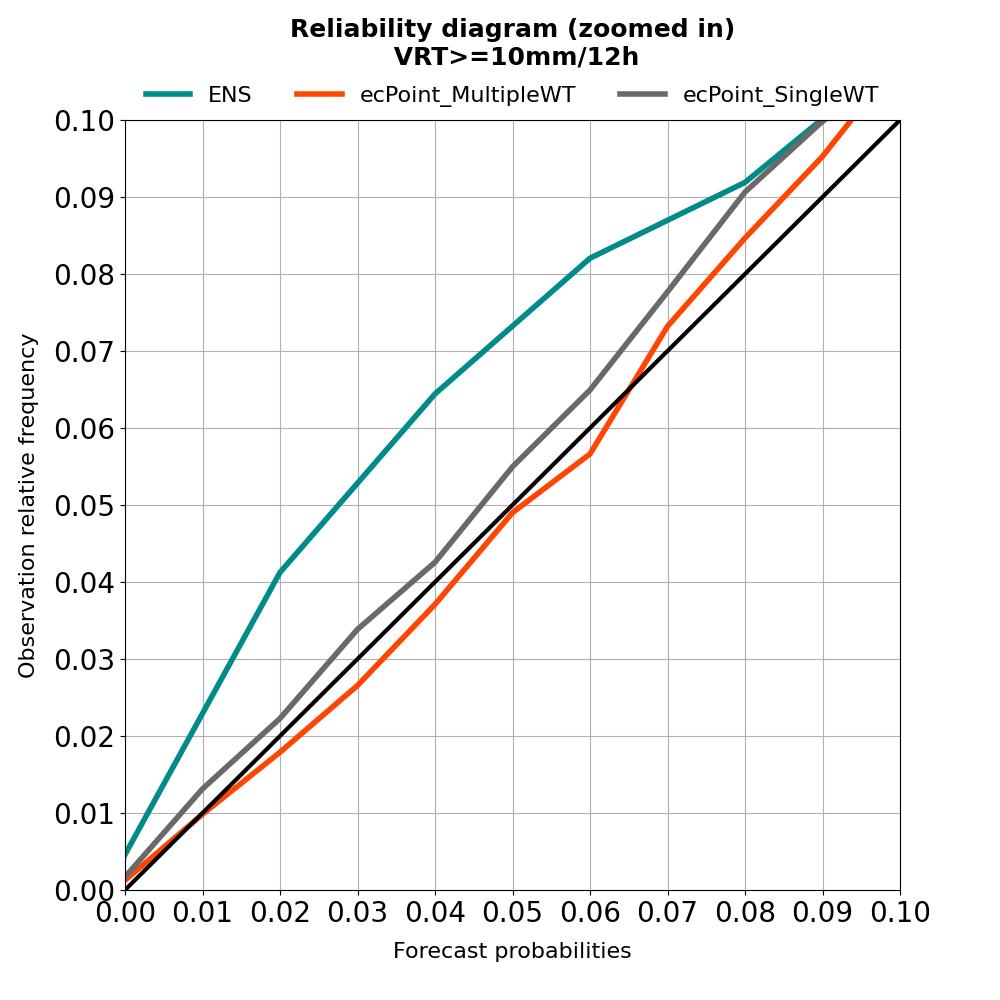 Reliability diagram (zoomed in)
VRT>=10mm/12h
ENS ecPoint_MultipleWT ecPoint_SingleWT
0.10
0.09
0.08
0.07
0.06
0.05
0.04
0.03
0.02
0.01
0.00
Observation relative frequency
0.00 0.01 0.02 0.03 0.04 0.05 0.06 0.07 0.08 0.09 0.10
Forecast probabilities